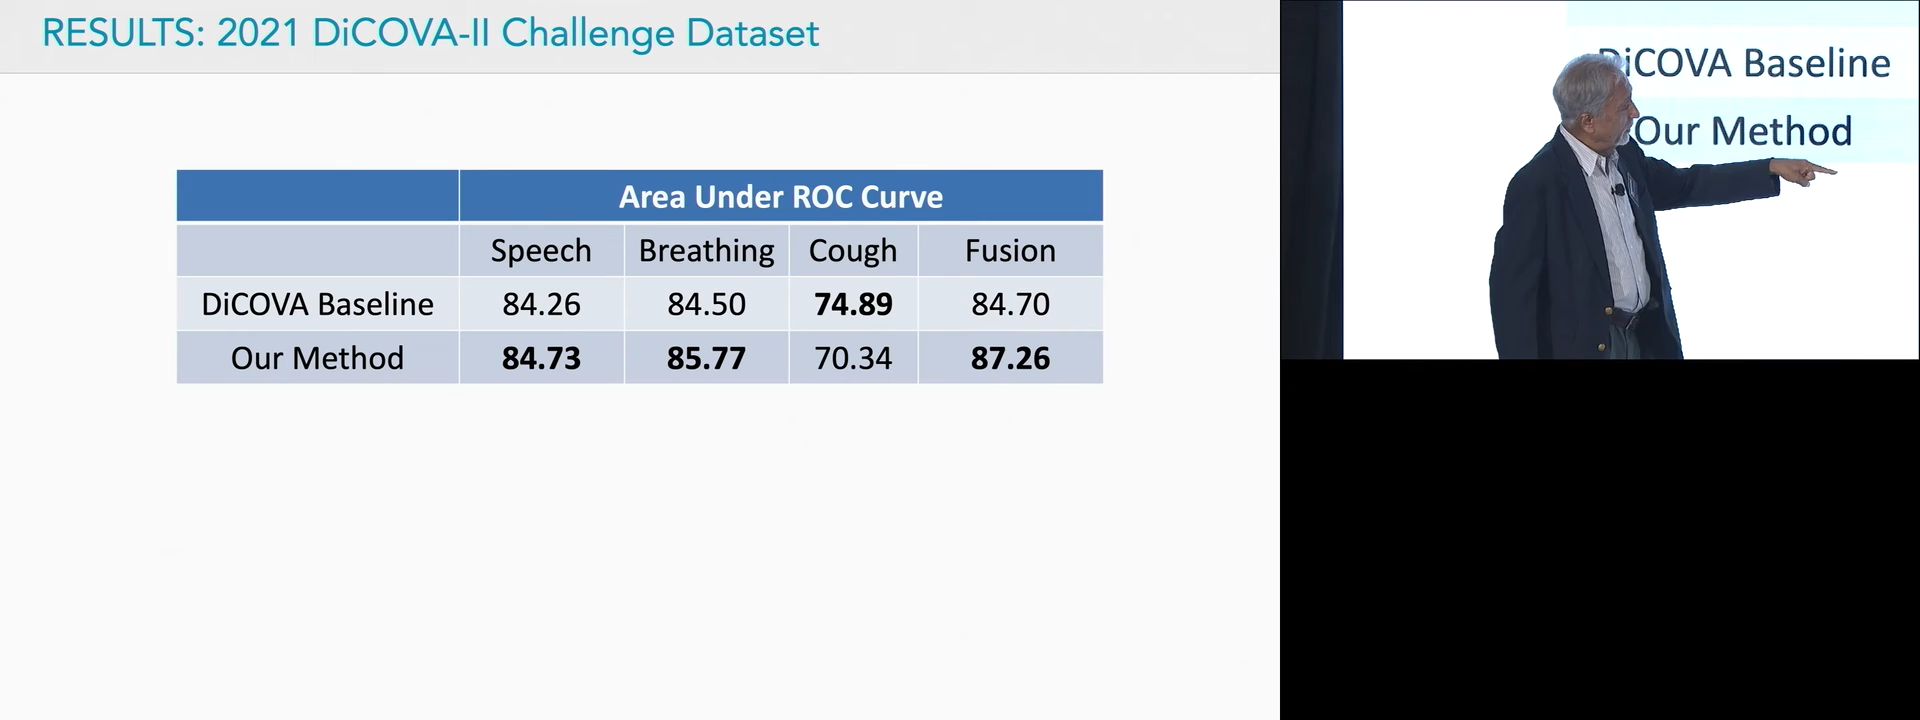 RESULTS: 2021 DiCOVA-II Challenge Dataset
Area Under ROC Curve
Speech Breathing Cough Fusion
DiCOVA Baseline 84.26 84.50 74.89 84.70
Our Method 84.73 85.77 70.34 87.26
DiCOVA Baseline
Our Method